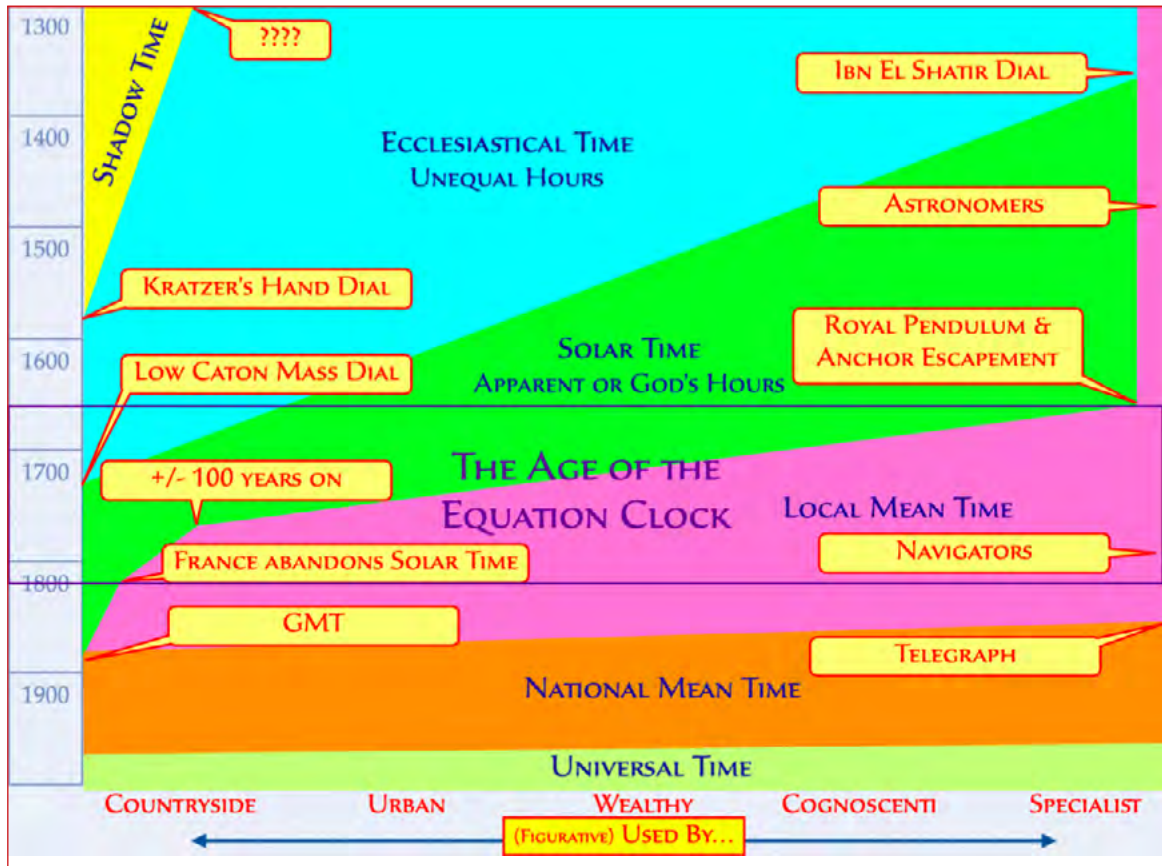 1300
????
SHADOW TIME
IBN EL SHATIR DIAL
1400
ECCLESIASTICAL TIME
UNEQUAL HOURS
ASTRONOMERS
1500
KRATZER'S HAND DIAL
1600
ROYAL PENDULUM &
ANCHOR ESCAPEMENT
SOLAR TIME
APPARENT OR GOD'S HOURS
LOW CATON MASS DIAL
1700
+/- 100 YEARS ON
THE AGE OF THE
EQUATION CLOCK
LOCAL MEAN TIME
NAVIGATORS
FRANCE ABANDONS SOLAR TIME
1800
GMT
TELEGRAPH
1900
NATIONAL MEAN TIME
UNIVERSAL TIME
COUNTRYSIDE
URBAN
WEALTHY
COGNOSCENTI
SPECIALIST
(FIGURATIVE) USED BY...